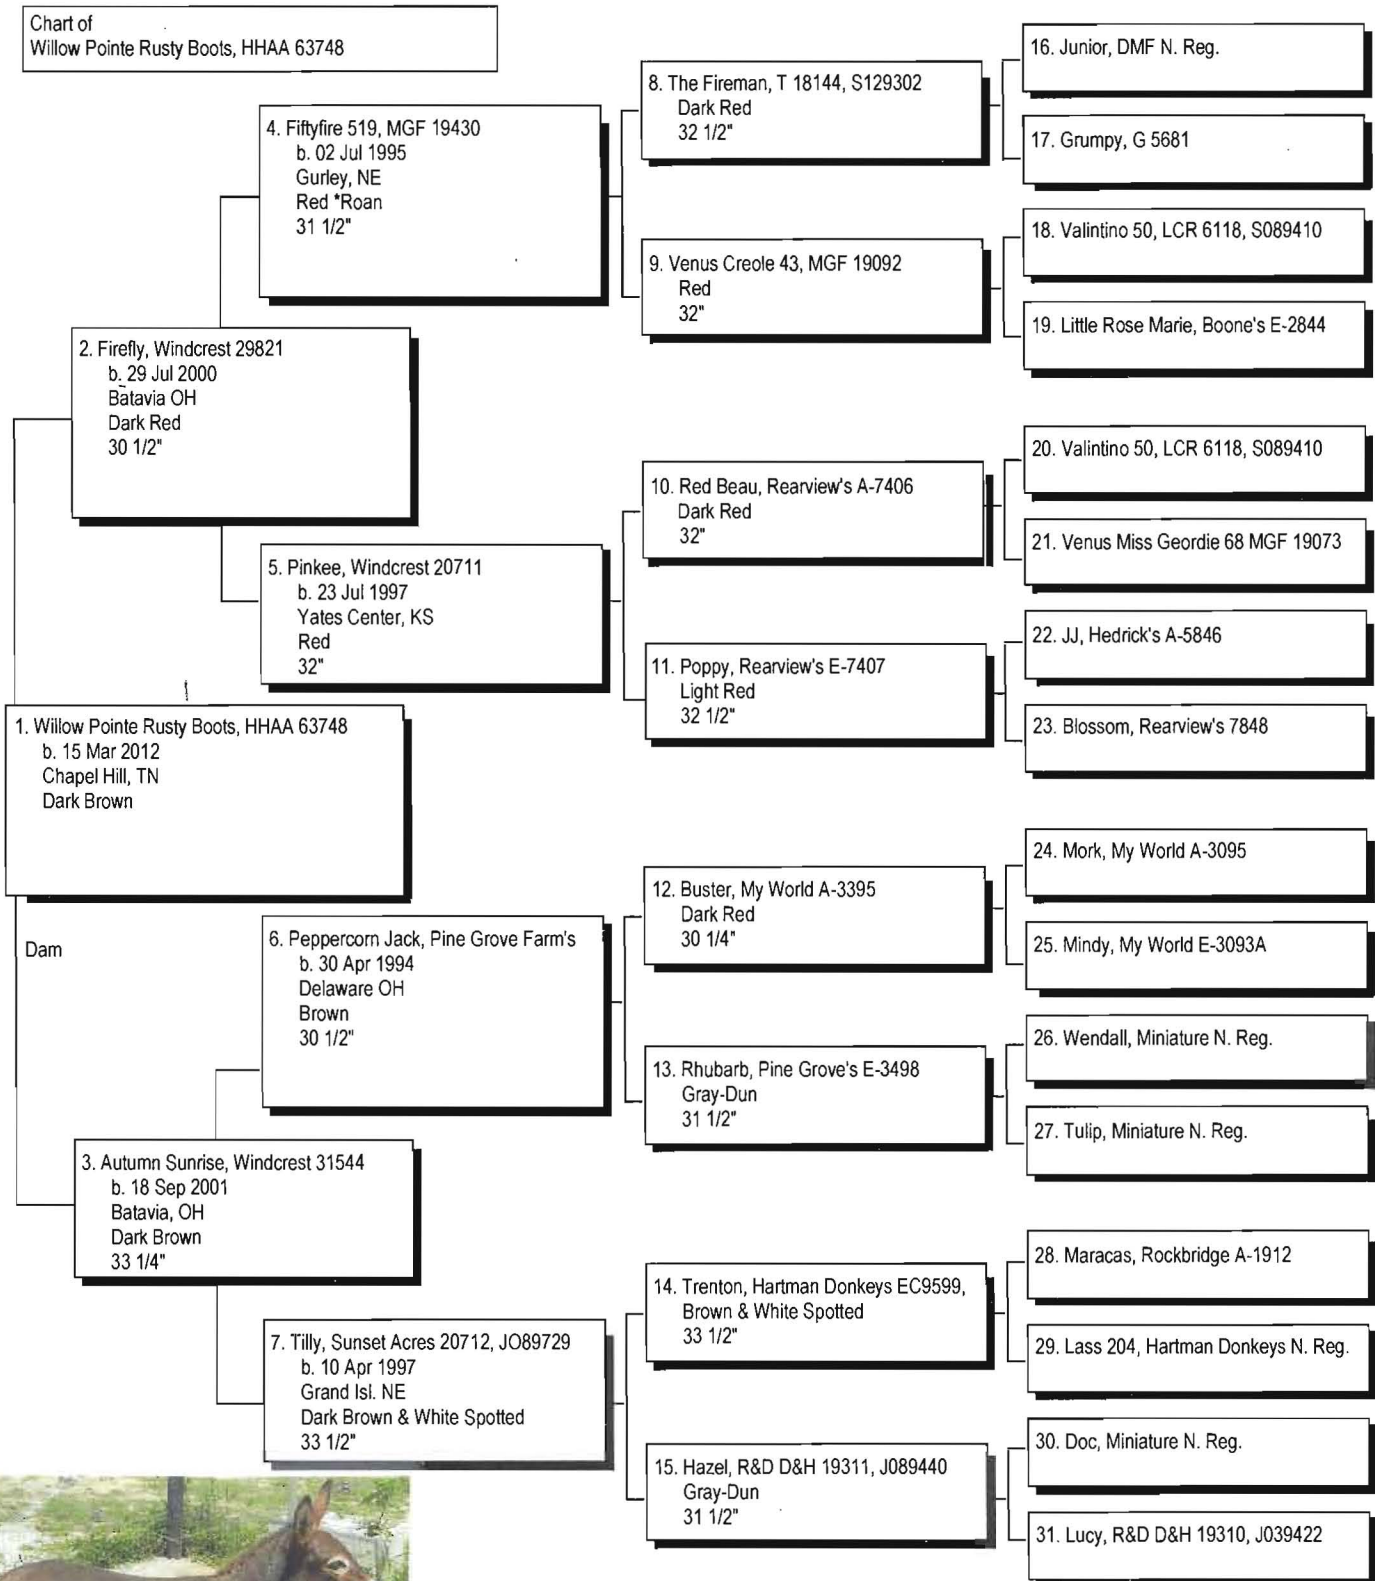 Chart of
Willow Pointe Rusty Boots, HHAA 63748
1. Willow Pointe Rusty Boots, HHAA 63748
b. 15 Mar 2012
Chapel Hill, TN
Dark Brown
Dam
2. Firefly, Windcrest 29821
b. 29 Jul 2000
Batavia OH
Dark Red
30 1/2"
3. Autumn Sunrise, Windcrest 31544
b. 18 Sep 2001
Batavia, OH
Dark Brown
33 1/4"
4. Fiftyfire 519, MGF 19430
b. 02 Jul 1995
Gurley, NE
Red *Roan
31 1/2"
5. Pinkee, Windcrest 20711
b. 23 Jul 1997
Yates Center, KS
Red
32"
6. Peppercorn Jack, Pine Grove Farm's
b. 30 Apr 1994
Delaware OH
Brown
30 1/2"
7. Tilly, Sunset Acres 20712, JO89729
b. 10 Apr 1997
Grand Isl. NE
Dark Brown & White Spotted
33 1/2"
8. The Fireman, T 18144, S129302
Dark Red
32 1/2"
9. Venus Creole 43, MGF 19092
Red
32"
10. Red Beau, Rearview's A-7406
Dark Red
32"
11. Poppy, Rearview's E-7407
Light Red
32 1/2"
12. Buster, My World A-3395
Dark Red
30 1/4"
13. Rhubarb, Pine Grove's E-3498
Gray-Dun
31 1/2"
14. Trenton, Hartman Donkeys EC9599,
Brown & White Spotted
33 1/2"
15. Hazel, R&D D&H 19311, J089440
Gray-Dun
31 1/2"
16. Junior, DMF N. Reg.
17. Grumpy, G 5681
18. Valintino 50, LCR 6118, S089410
19. Little Rose Marie, Boone's E-2844
20. Valintino 50, LCR 6118, S089410
21. Venus Miss Geordie 68 MGF 19073
22. JJ, Hedrick's A-5846
23. Blossom, Rearview's 7848
24. Mork, My World A-3095
25. Mindy, My World E-3093A
26. Wendall, Miniature N. Reg.
27. Tulip, Miniature N. Reg.
28. Maracas, Rockbridge A-1912
29. Lass 204, Hartman Donkeys N. Reg.
30. Doc, Miniature N. Reg.
31. Lucy, R&D D&H 19310, J039422